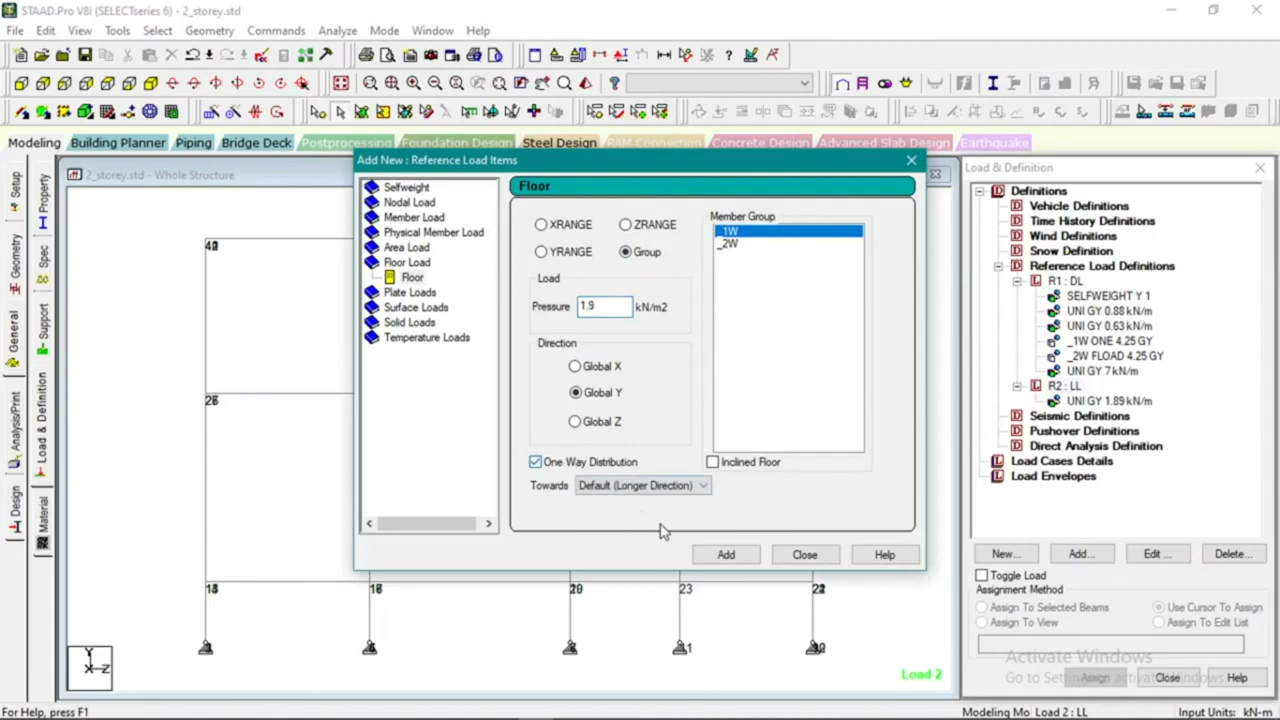 STAAD.Pro V8i (SELECTseries 6) - 2_storey.std
File Edit View Tools Select Geometry Commands Analyze Mode Window Help
Modeling Building Planner Piping Bridge Deck Postprocessing Foundation Design Steel Design RAM Connection Concrete Design Advanced Slab Design Earthquake
Setup
Geometry
General
Analysis/Print
Design
Property
Spec
Support
Load & Definition
Material
2_storey.std - Whole Structure
Add New : Reference Load Items
Selfweight
Nodal Load
Member Load
Physical Member Load
Area Load
Floor Load
Floor
Plate Loads
Surface Loads
Solid Loads
Temperature Loads
Floor
XRANGE ZRANGE
YRANGE Group
Member Group
_1W
_2W
Load
Pressure 1.9 kN/m2
Direction
Global X
Global Y
Global Z
One Way Distribution Inclined Floor
Towards Default (Longer Direction)
Add Close Help
23
Y
X Z
Load 2
Load & Definition
Definitions
Vehicle Definitions
Time History Definitions
Wind Definitions
Snow Definition
Reference Load Definitions
R1 : DL
SELFWEIGHT Y 1
UNI GY 0.88 kN/m
UNI GY 0.63 kN/m
_1W ONE 4.25 GY
_2W FLOAD 4.25 GY
UNI GY 7 kN/m
R2 : LL
UNI GY 1.89 kN/m
Seismic Definitions
Pushover Definitions
Direct Analysis Definition
Load Cases Details
Load Envelopes
New... Add... Edit ... Delete...
Toggle Load
Assignment Method
Assign To Selected Beams Use Cursor To Assign
Assign To View Assign To Edit List
Activate Windows
Assign Close Help
For Help, press F1
Modeling Mo Load 2 : LL Input Units: kN-m